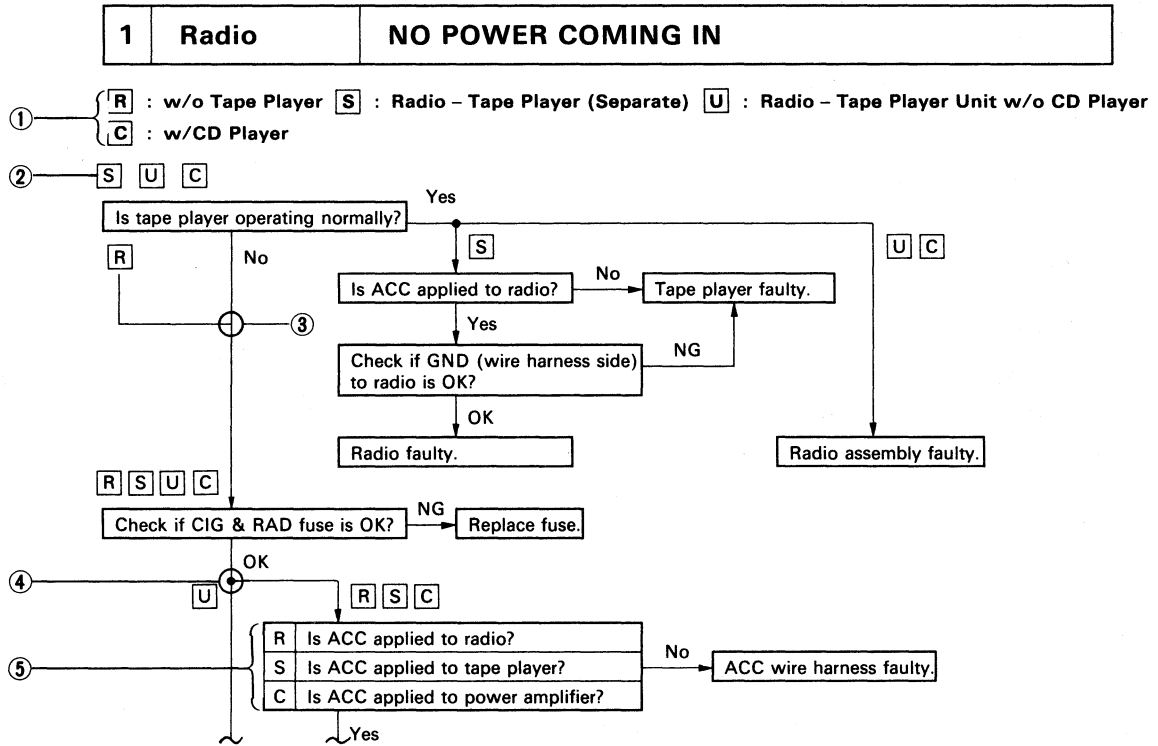 1 Radio NO POWER COMING IN
① R : w/o Tape Player S : Radio – Tape Player (Separate) U : Radio – Tape Player Unit w/o CD Player
C : w/CD Player
② S U C
Yes
Is tape player operating normally?
R
No
S
U C
Is ACC applied to radio?
No
Tape player faulty.
③
Yes
Check if GND (wire harness side)
to radio is OK?
NG
OK
Radio faulty.
Radio assembly faulty.
R S U C
Check if CIG & RAD fuse is OK?
NG
Replace fuse.
OK
④
U
R S C
R Is ACC applied to radio?
⑤ S Is ACC applied to tape player?
No
ACC wire harness faulty.
C Is ACC applied to power amplifier?
Yes